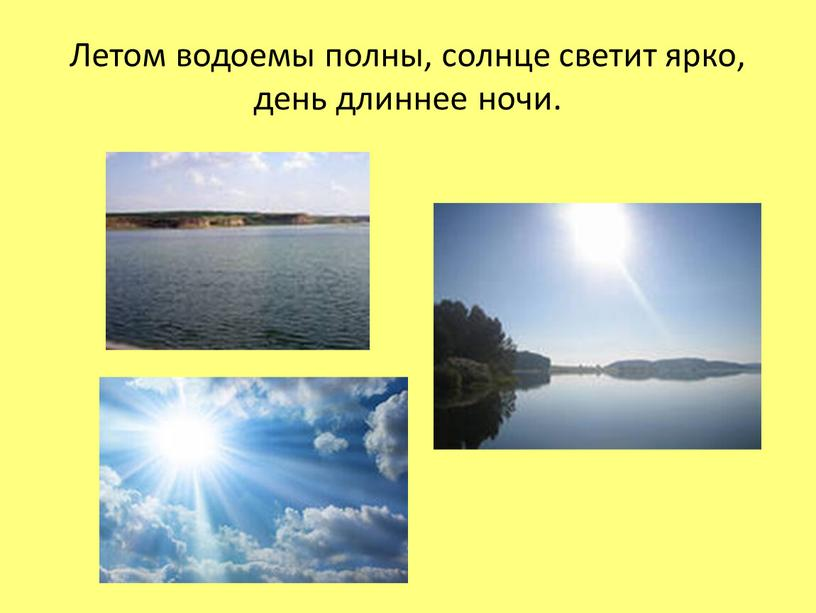 Летом водоемы полны, солнце светит ярко,
день длиннее ночи.